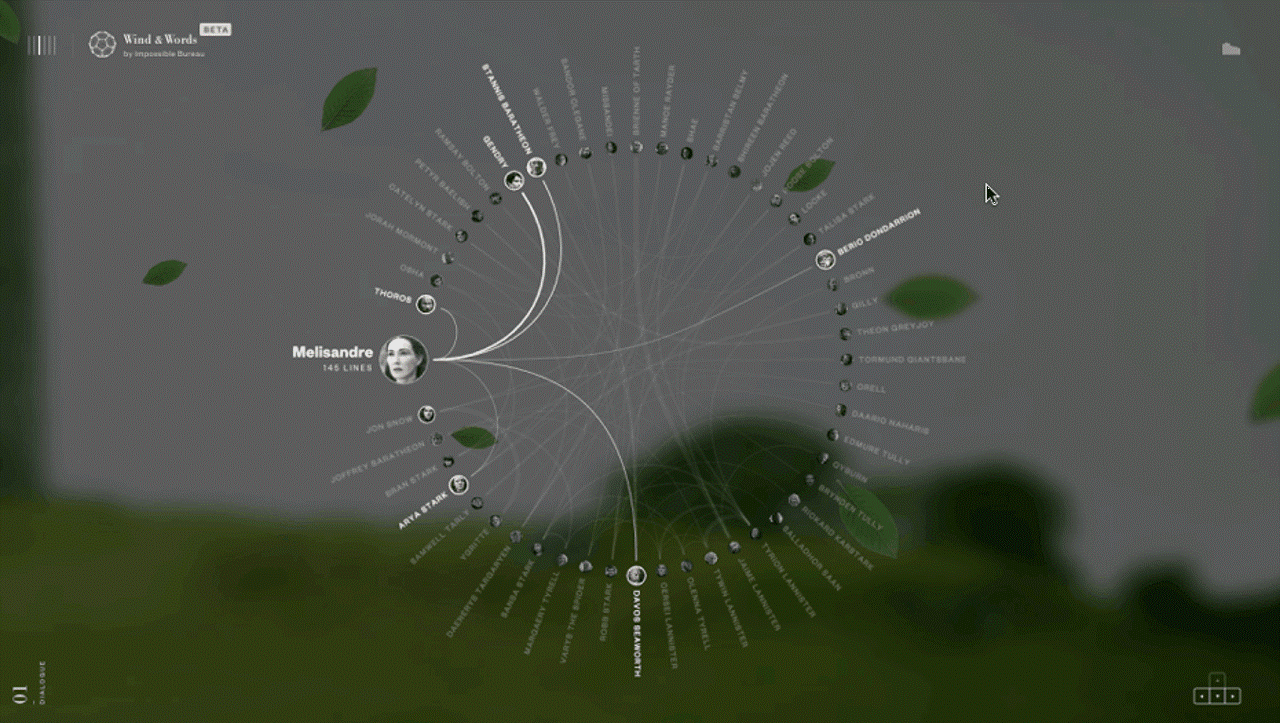 Wind & Words
BETA
by Impossible Bureau
STANNIS BARATHEON
WALDER FREY
SANDOR CLEGANE
BRIENNE OF TARTH
MANCE RAYDER
SHAE
BARRISTAN SELMY
SHIREEN BARATHEON
JOJEN REED
LOCKE
TALISA STARK
BERIC DONDARRION
BRONN
GILLY
THEON GREYJOY
TORMUND GIANTSBANE
ORELL
DAARIO NAHARIS
EDMURE TULLY
QYBURN
BRYNDEN TULLY
RICKARD KARSTARK
SALLADHOR SAAN
TYRION LANNISTER
JAIME LANNISTER
TYWIN LANNISTER
OLENNA TYRELL
CERSEI LANNISTER
DAVOS SEAWORTH
ROBB STARK
VARYS THE SPIDER
MARGAERY TYRELL
SANSA STARK
DAENERYS TARGARYEN
YGRITTE
SAMWELL TARLY
ARYA STARK
BRAN STARK
JOFFREY BARATHEON
JON SNOW
Melisandre
145 LINES
THOROS
OSHA
JORAH MORMONT
CATELYN STARK
PETYR BAELISH
RAMSAY BOLTON
GENDRY
01
DIALOGUE